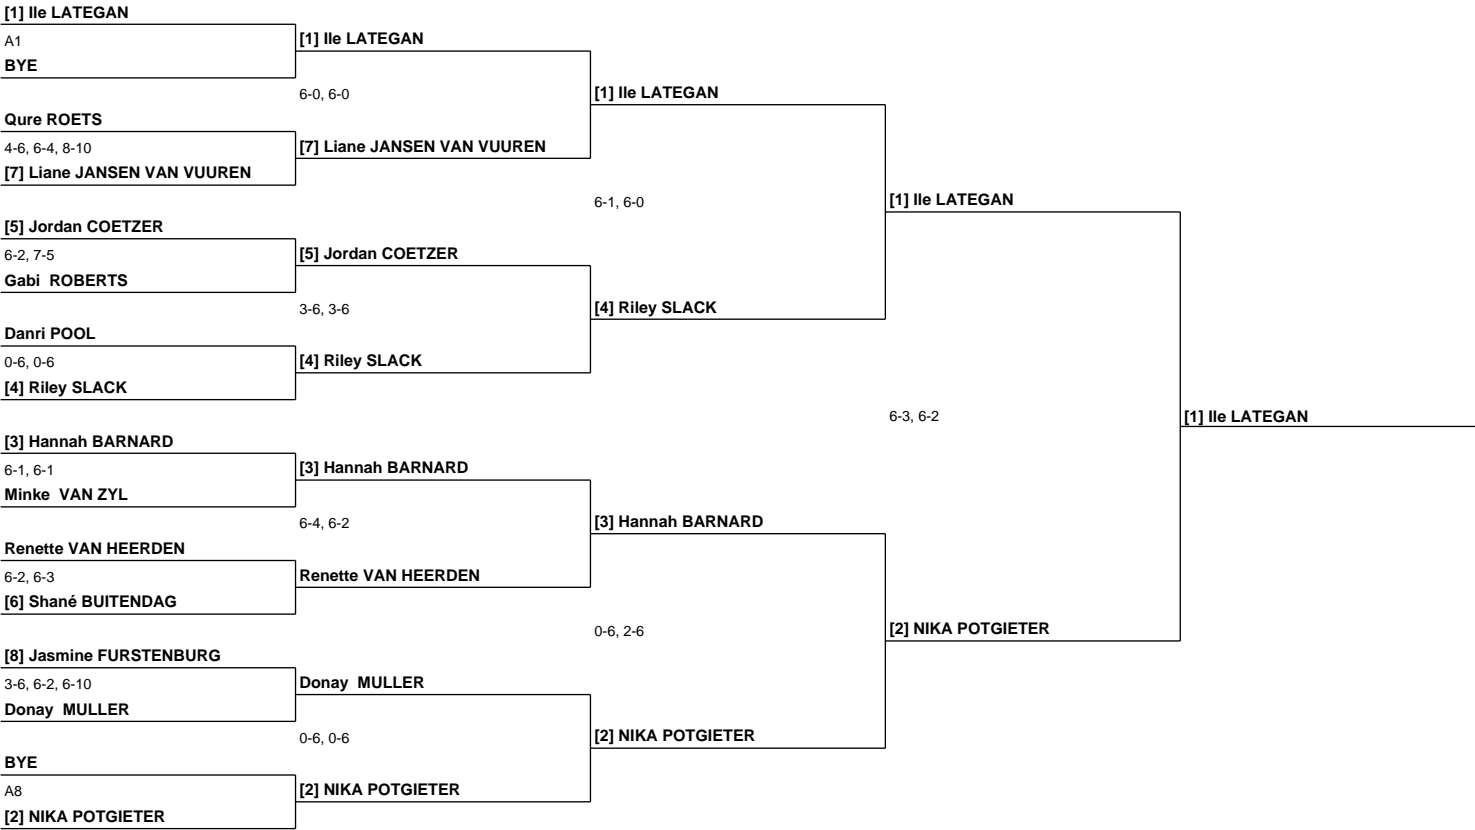 [1] Ile LATEGAN
A1
BYE
Qure ROETS
4-6, 6-4, 8-10
[7] Liane JANSEN VAN VUUREN
[5] Jordan COETZER
6-2, 7-5
Gabi  ROBERTS
Danri POOL
0-6, 0-6
[4] Riley SLACK
[3] Hannah BARNARD
6-1, 6-1
Minke  VAN ZYL
Renette VAN HEERDEN
6-2, 6-3
[6] Shané BUITENDAG
[8] Jasmine FURSTENBURG
3-6, 6-2, 6-10
Donay  MULLER
BYE
A8
[2] NIKA POTGIETER
[1] Ile LATEGAN
6-0, 6-0
[7] Liane JANSEN VAN VUUREN
[5] Jordan COETZER
3-6, 3-6
[4] Riley SLACK
[3] Hannah BARNARD
6-4, 6-2
Renette VAN HEERDEN
Donay  MULLER
0-6, 0-6
[2] NIKA POTGIETER
[1] Ile LATEGAN
6-1, 6-0
[4] Riley SLACK
[3] Hannah BARNARD
0-6, 2-6
[2] NIKA POTGIETER
[1] Ile LATEGAN
6-3, 6-2
[2] NIKA POTGIETER
[1] Ile LATEGAN